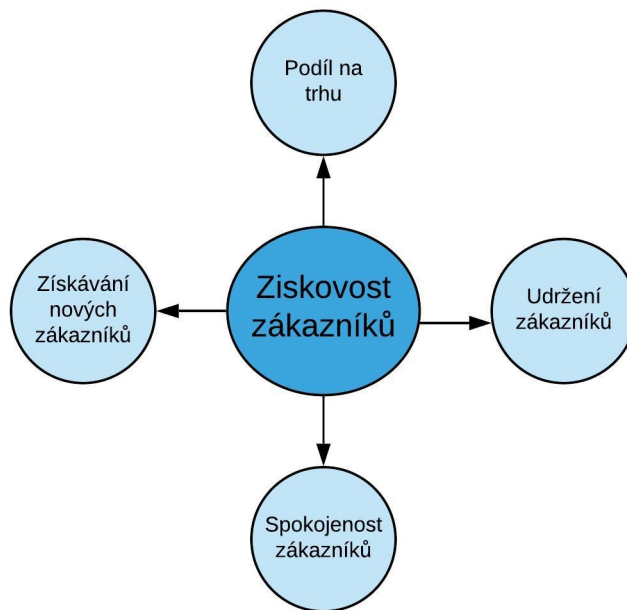 Podíl na
trhu
Získávání
nových
zákazníků
Ziskovost
zákazníků
Udržení
zákazníků
Spokojenost
zákazníků